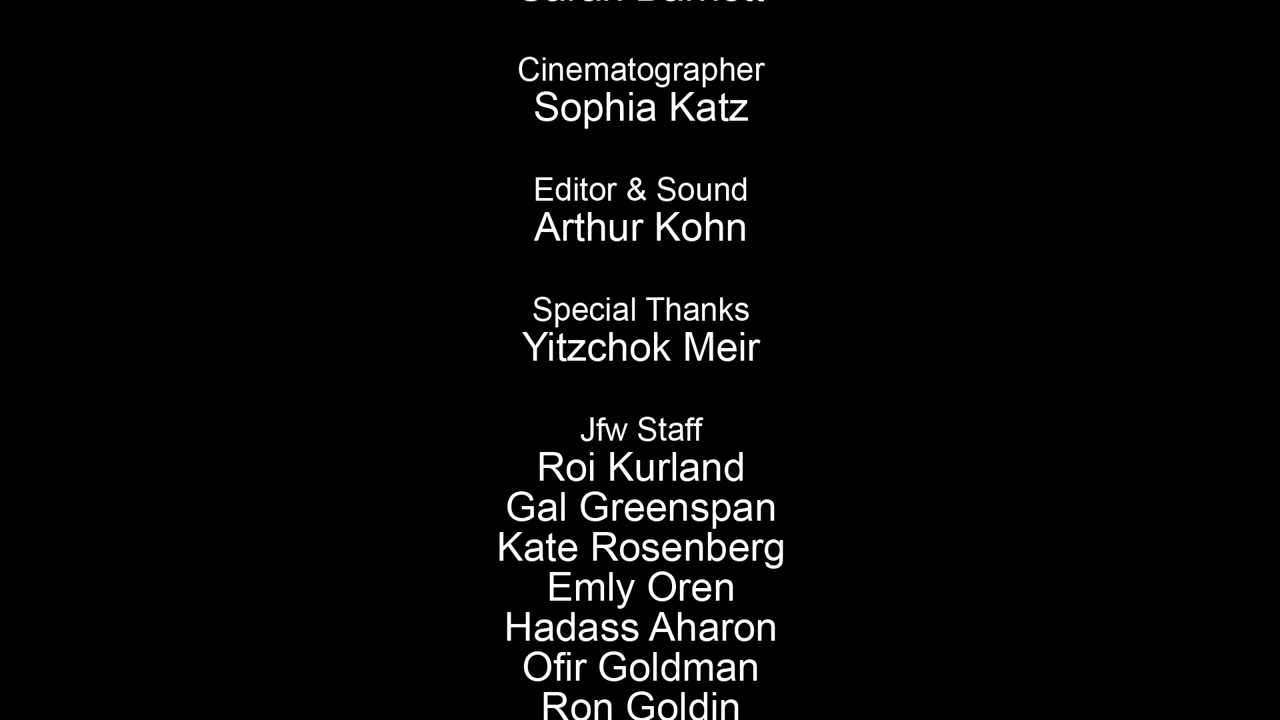 Cinematographer
Sophia Katz
Editor & Sound
Arthur Kohn
Special Thanks
Yitzchok Meir
Jfw Staff
Roi Kurland
Gal Greenspan
Kate Rosenberg
Emly Oren
Hadass Aharon
Ofir Goldman
Ron Goldin